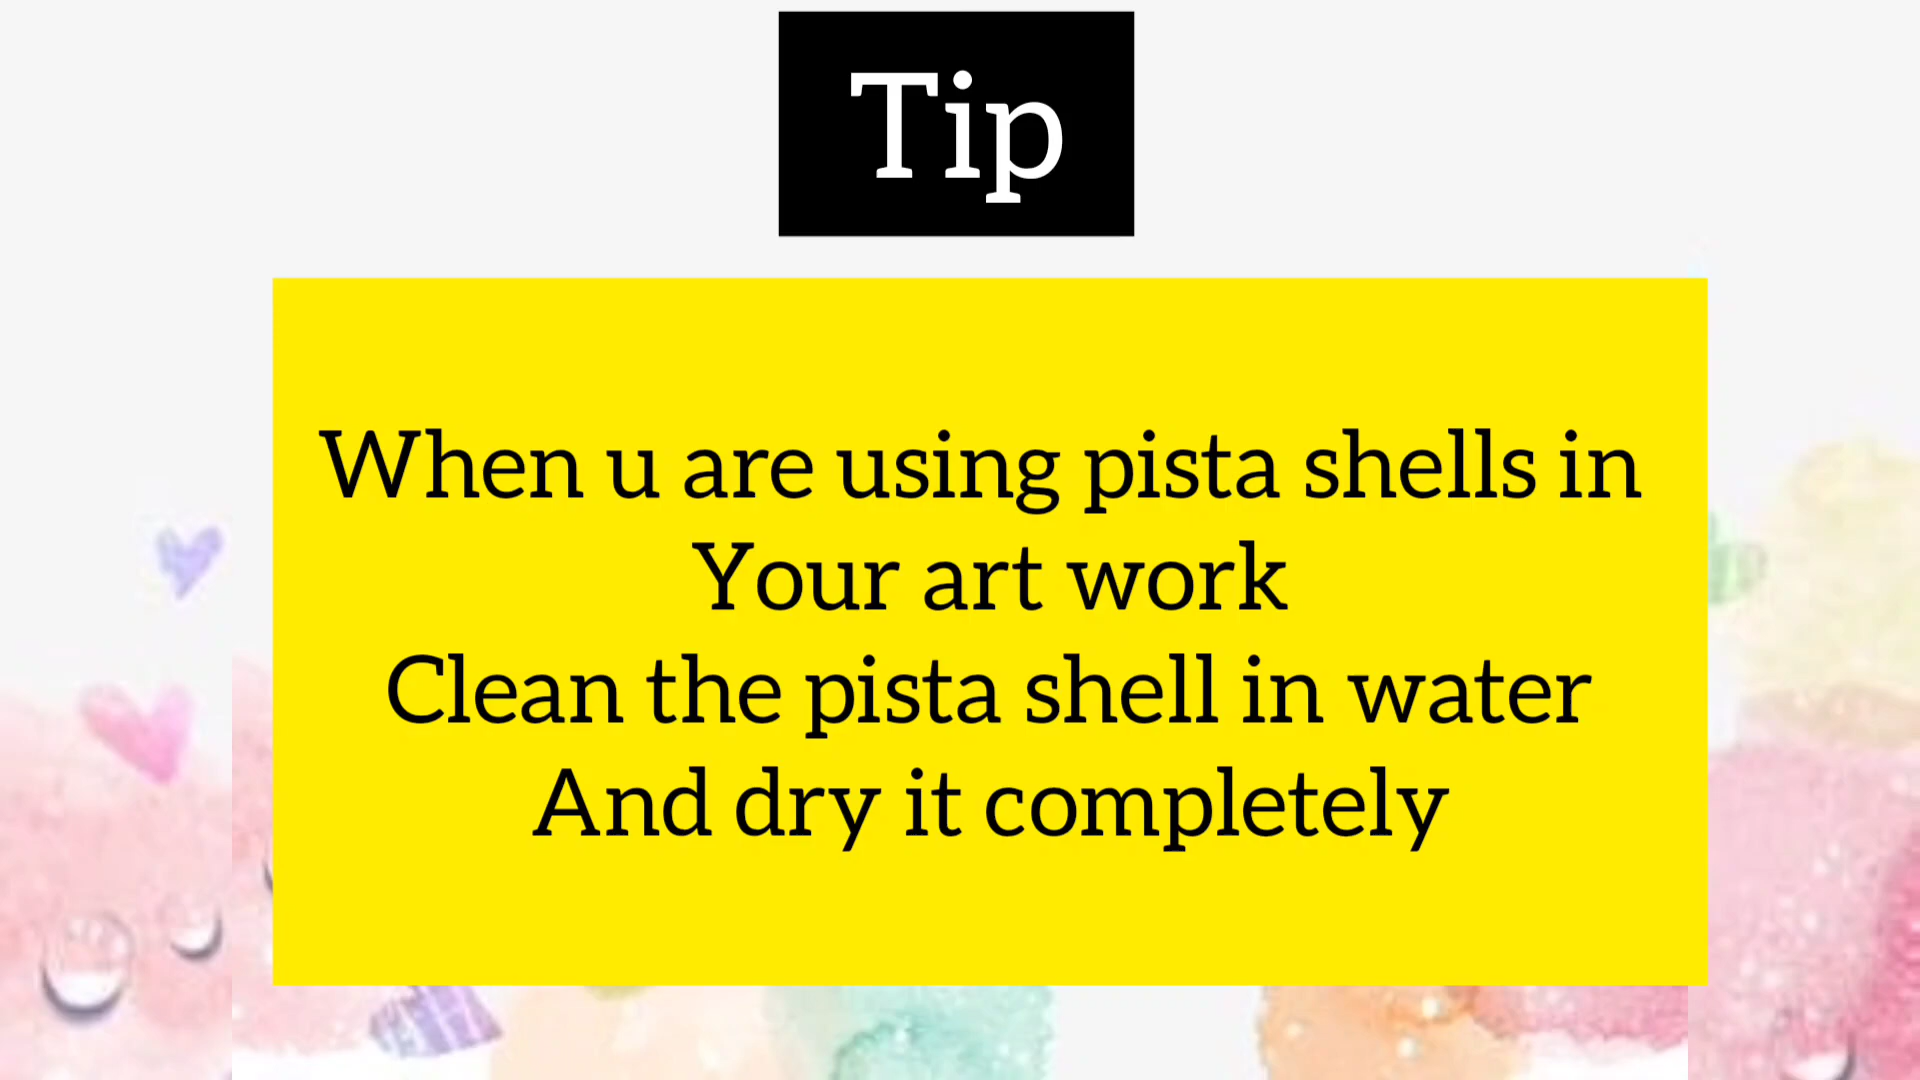 Tip
When u are using pista shells in
Your art work
Clean the pista shell in water
And dry it completely